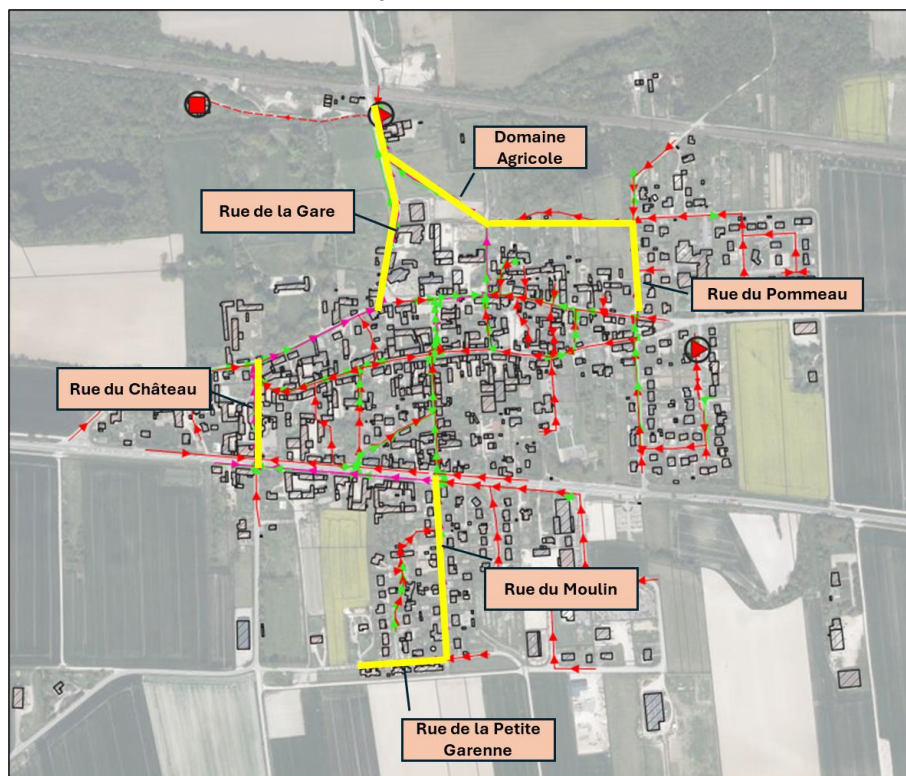 Domaine
Agricole
Rue de la Gare
Rue du Pommeau
Rue du Château
Rue du Moulin
Rue de la Petite
Garenne